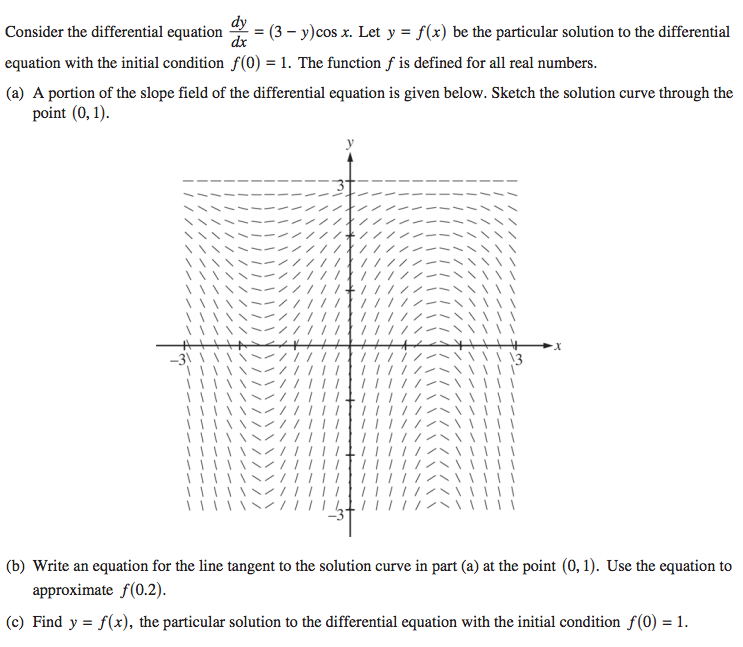 Consider the differential equation dy/dx = (3 − y)cos x. Let y = f(x) be the particular solution to the differential
equation with the initial condition f(0) = 1. The function f is defined for all real numbers.
(a) A portion of the slope field of the differential equation is given below. Sketch the solution curve through the
point (0, 1).
y
3
x
−3
3
−3
(b) Write an equation for the line tangent to the solution curve in part (a) at the point (0, 1). Use the equation to
approximate f(0.2).
(c) Find y = f(x), the particular solution to the differential equation with the initial condition f(0) = 1.